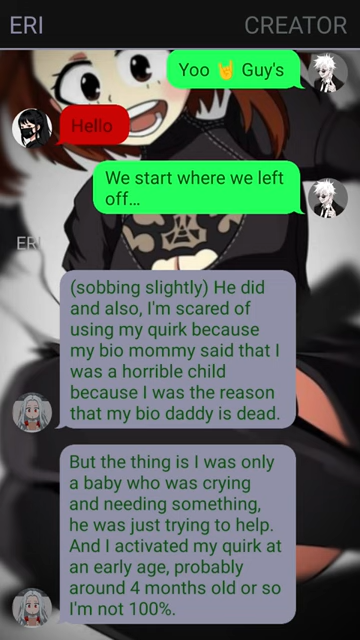 ERI CREATOR
Yoo 🤘 Guy's
Hello
We start where we left
off...
ERI
(sobbing slightly) He did
and also, I'm scared of
using my quirk because
my bio mommy said that I
was a horrible child
because I was the reason
that my bio daddy is dead.
But the thing is I was only
a baby who was crying
and needing something,
he was just trying to help.
And I activated my quirk at
an early age, probably
around 4 months old or so
I'm not 100%.